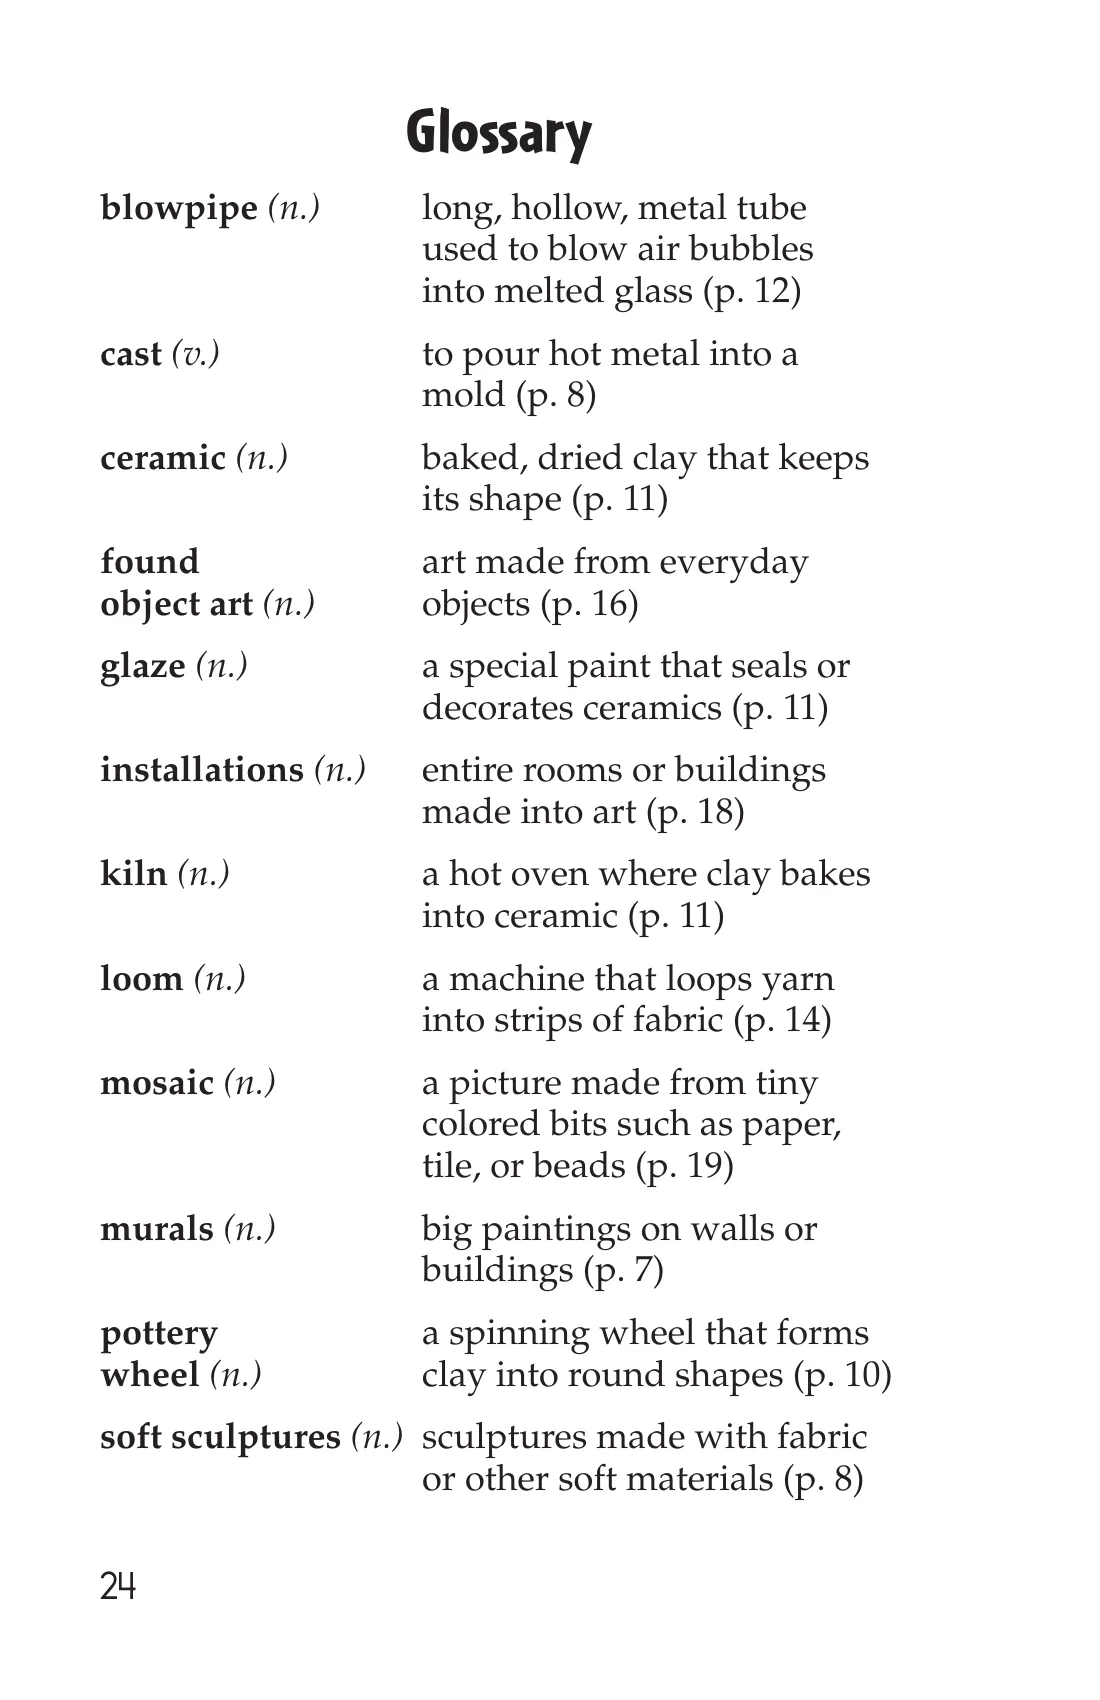 Glossary
blowpipe (n.) long, hollow, metal tube
used to blow air bubbles
into melted glass (p. 12)
cast (v.) to pour hot metal into a
mold (p. 8)
ceramic (n.) baked, dried clay that keeps
its shape (p. 11)
found art made from everyday
object art (n.) objects (p. 16)
glaze (n.) a special paint that seals or
decorates ceramics (p. 11)
installations (n.) entire rooms or buildings
made into art (p. 18)
kiln (n.) a hot oven where clay bakes
into ceramic (p. 11)
loom (n.) a machine that loops yarn
into strips of fabric (p. 14)
mosaic (n.) a picture made from tiny
colored bits such as paper,
tile, or beads (p. 19)
murals (n.) big paintings on walls or
buildings (p. 7)
pottery a spinning wheel that forms
wheel (n.) clay into round shapes (p. 10)
soft sculptures (n.) sculptures made with fabric
or other soft materials (p. 8)
24